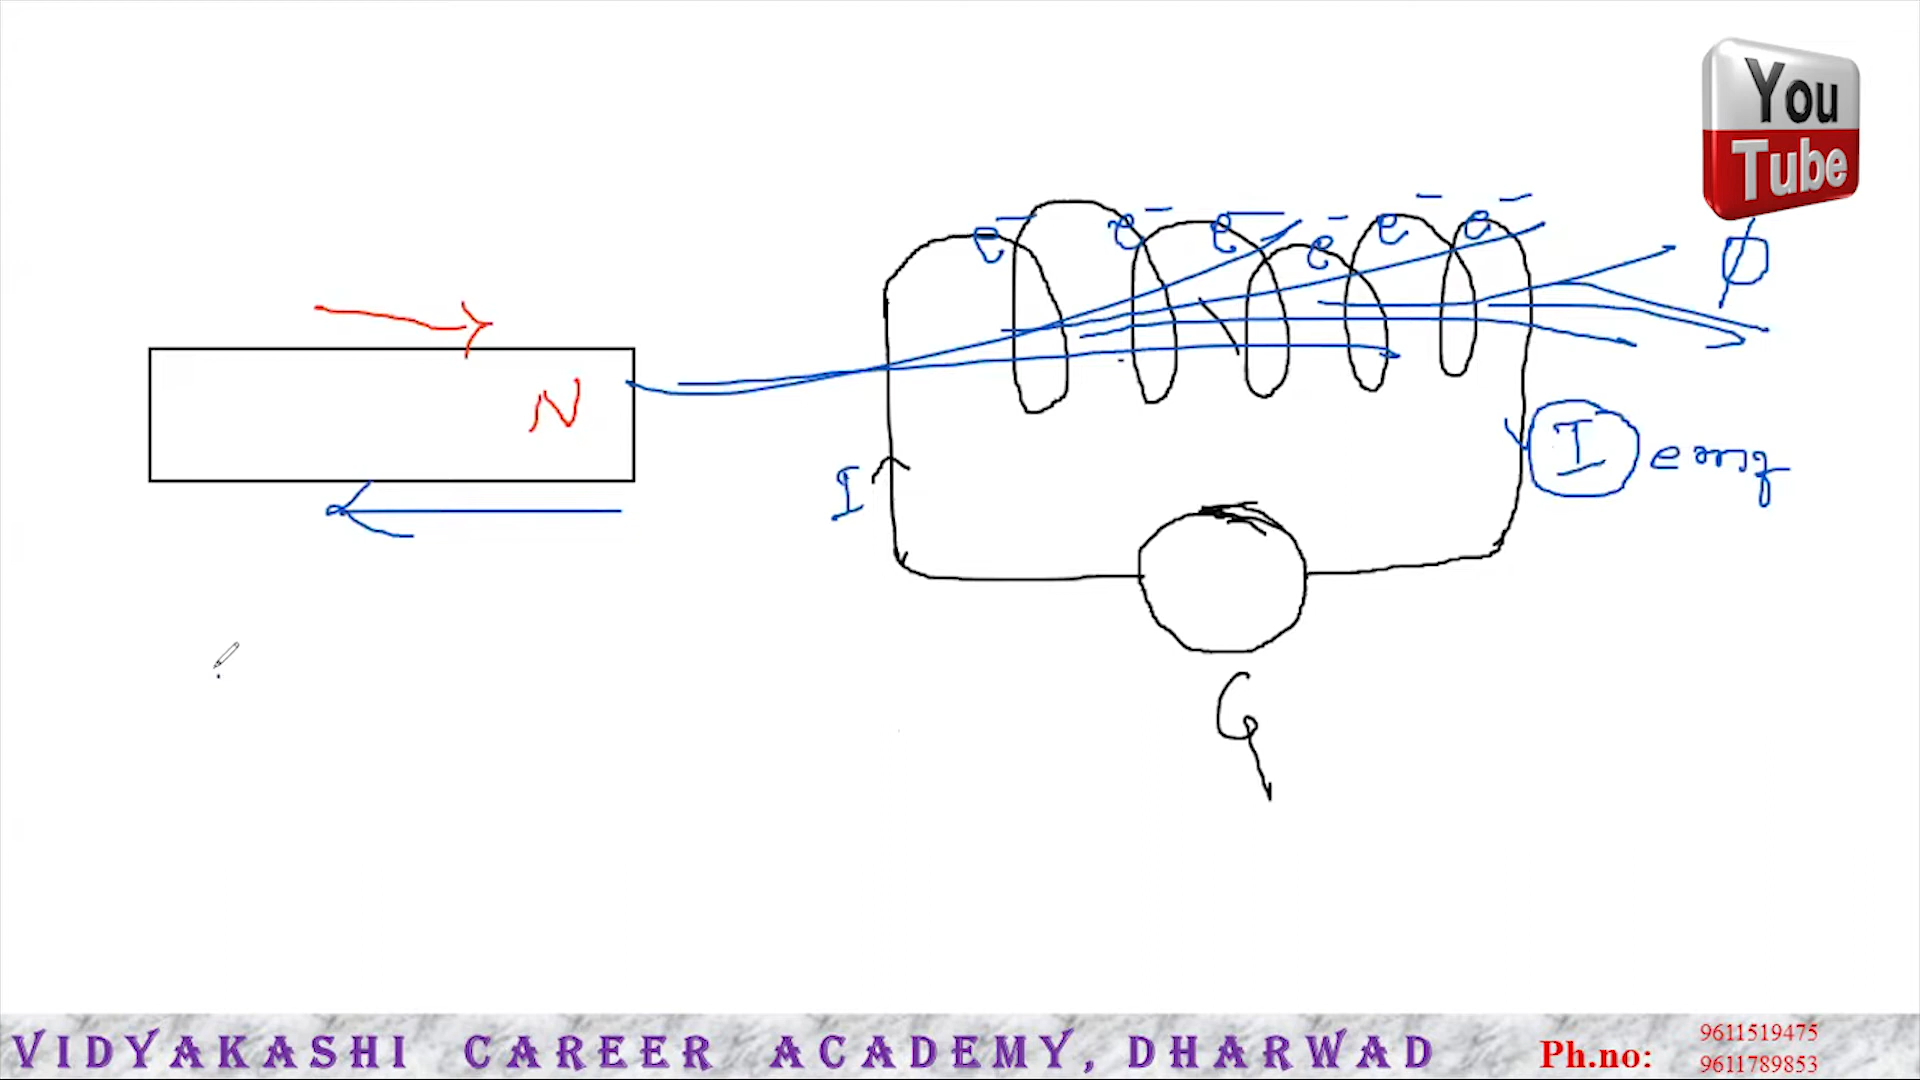 You
Tube
e⁻ e⁻ e⁻ e⁻ e⁻ e⁻
ϕ
N
I
I emf
G
VIDYAKASHI CAREER ACADEMY, DHARWAD
Ph.no:
9611519475
9611789853